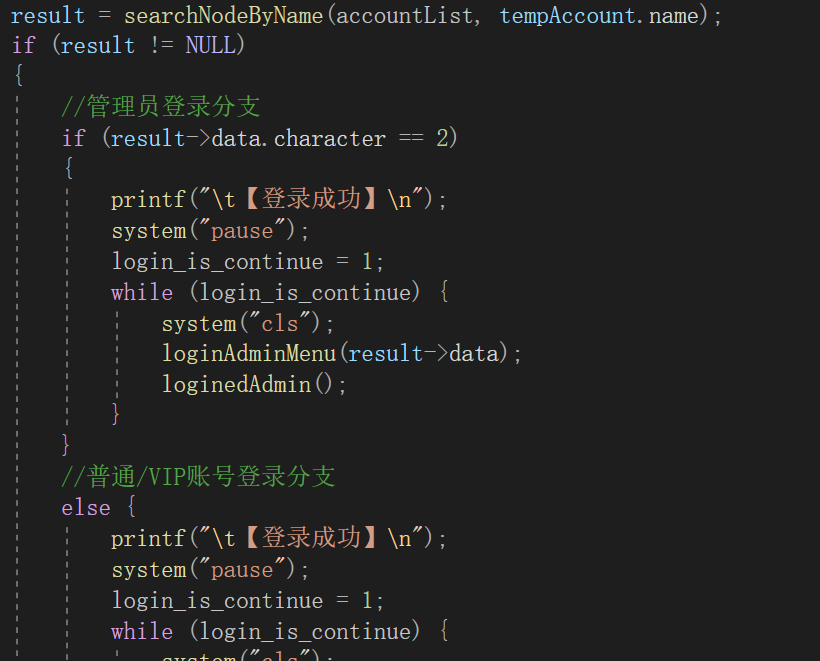 result = searchNodeByName(accountList, tempAccount.name);
if (result != NULL)
{
//管理员登录分支
if (result->data.character == 2)
{
printf("\t【登录成功】\n");
system("pause");
login_is_continue = 1;
while (login_is_continue) {
system("cls");
loginAdminMenu(result->data);
loginedAdmin();
}
}
//普通/VIP账号登录分支
else {
printf("\t【登录成功】\n");
system("pause");
login_is_continue = 1;
while (login_is_continue) {
system("cls");